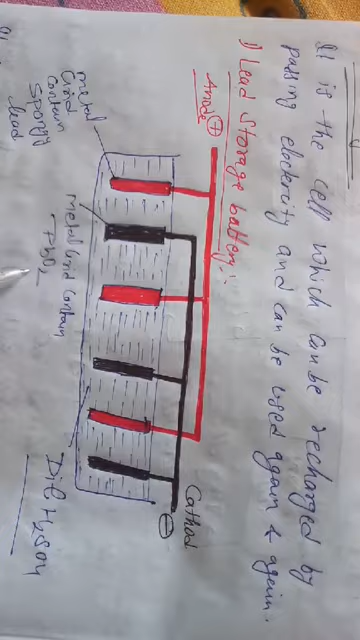 It is the cell which can be recharged by
passing electricity and can be used again & again.
1) Lead storage battery:-
Anode +
Cathod -
metal
Grid
contain
spongy
lead
metal Grid contain
PbO2
Dil H2SO4